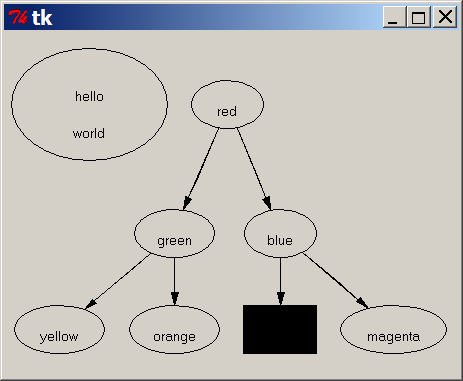 tk
hello
world
red
green
blue
yellow
orange
magenta